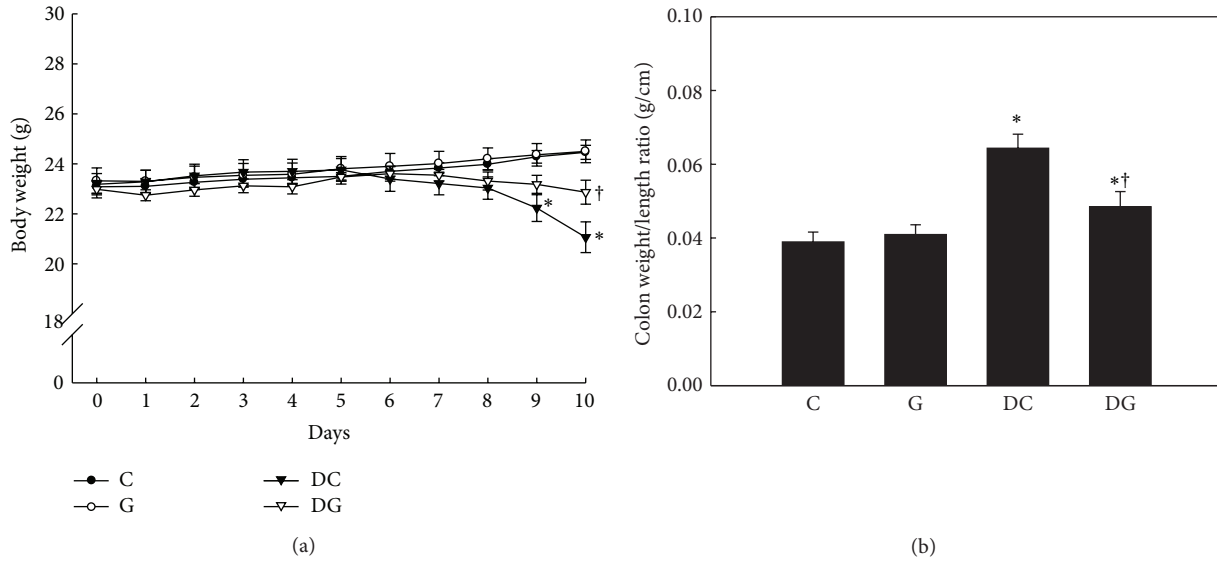 30
28
26
24
22
20
18
0
Body weight (g)
*
*
†
0 1 2 3 4 5 6 7 8 9 10
Days
C
G
DC
DG
(a)
0.10
0.08
0.06
0.04
0.02
0.00
Colon weight/length ratio (g/cm)
*
*†
C G DC DG
(b)